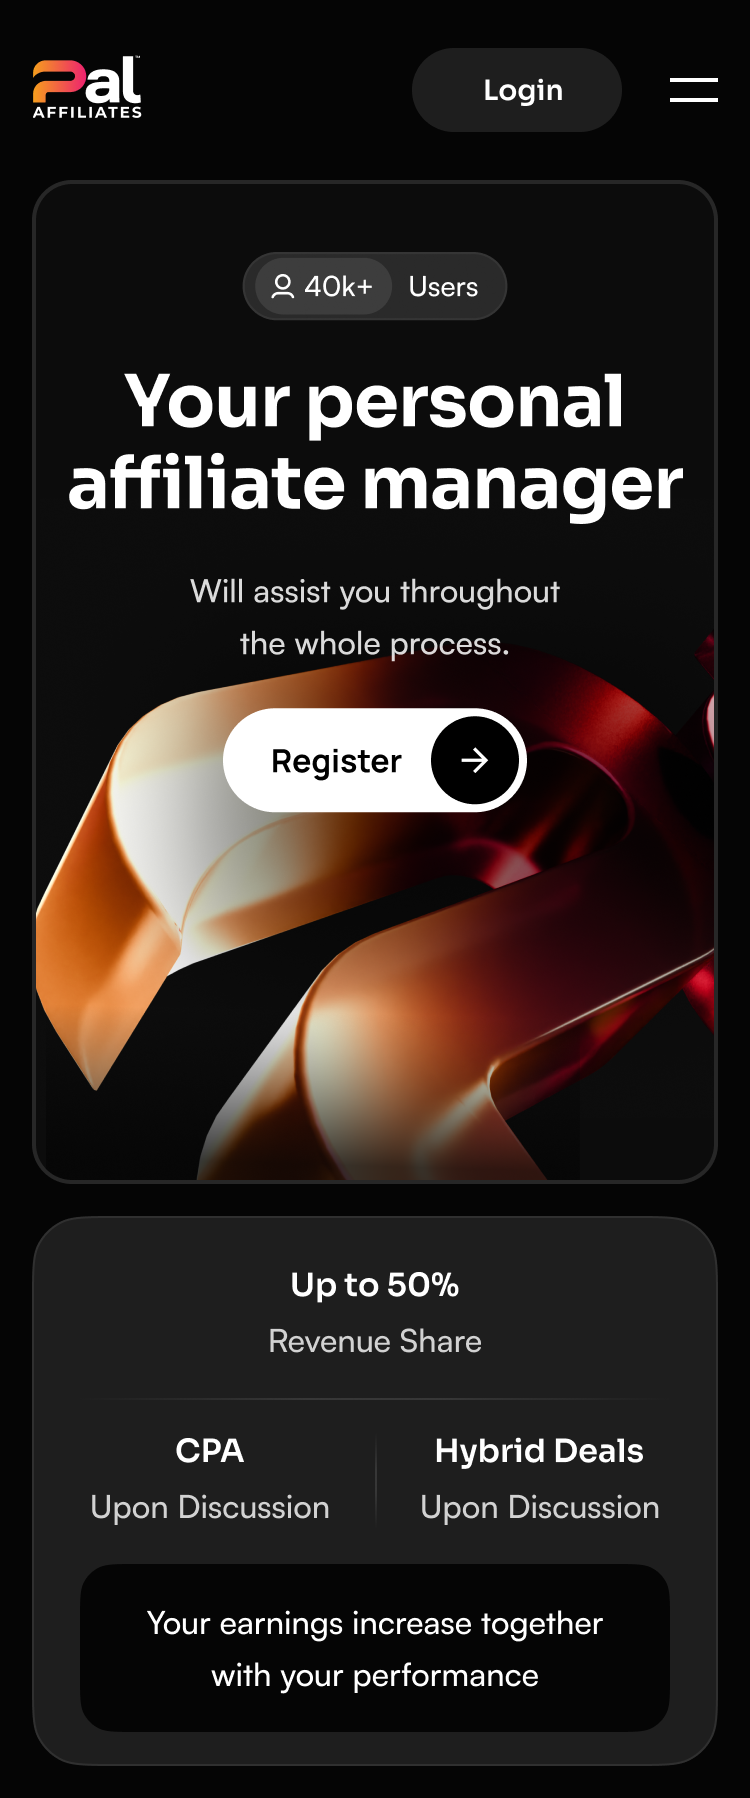 Pal™
AFFILIATES
Login
40k+ Users
Your personal
affiliate manager
Will assist you throughout
the whole process.
Register
Up to 50%
Revenue Share
CPA
Upon Discussion
Hybrid Deals
Upon Discussion
Your earnings increase together
with your performance